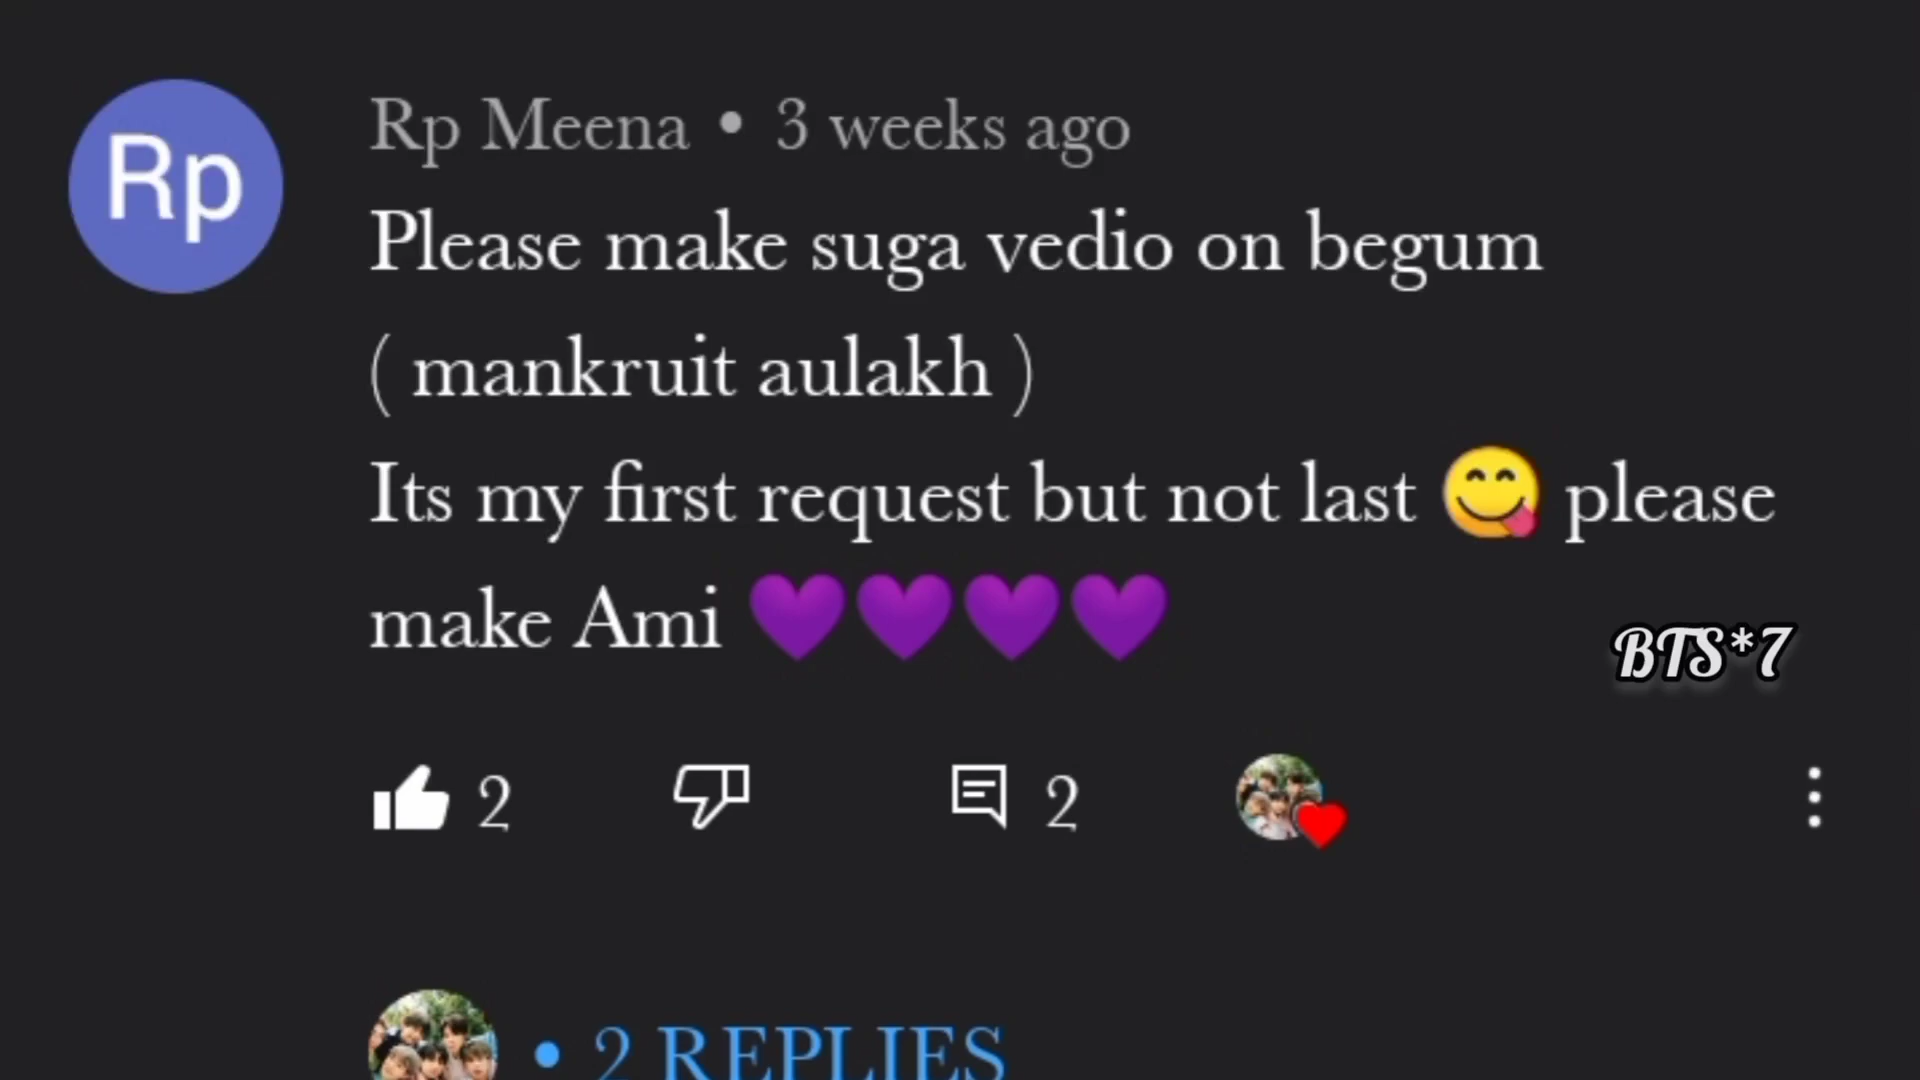 Rp
Rp Meena • 3 weeks ago
Please make suga vedio on begum
( mankruit aulakh )
Its my first request but not last 😋 please
make Ami 💜💜💜💜
BTS*7
2
2
• 2 REPLIES